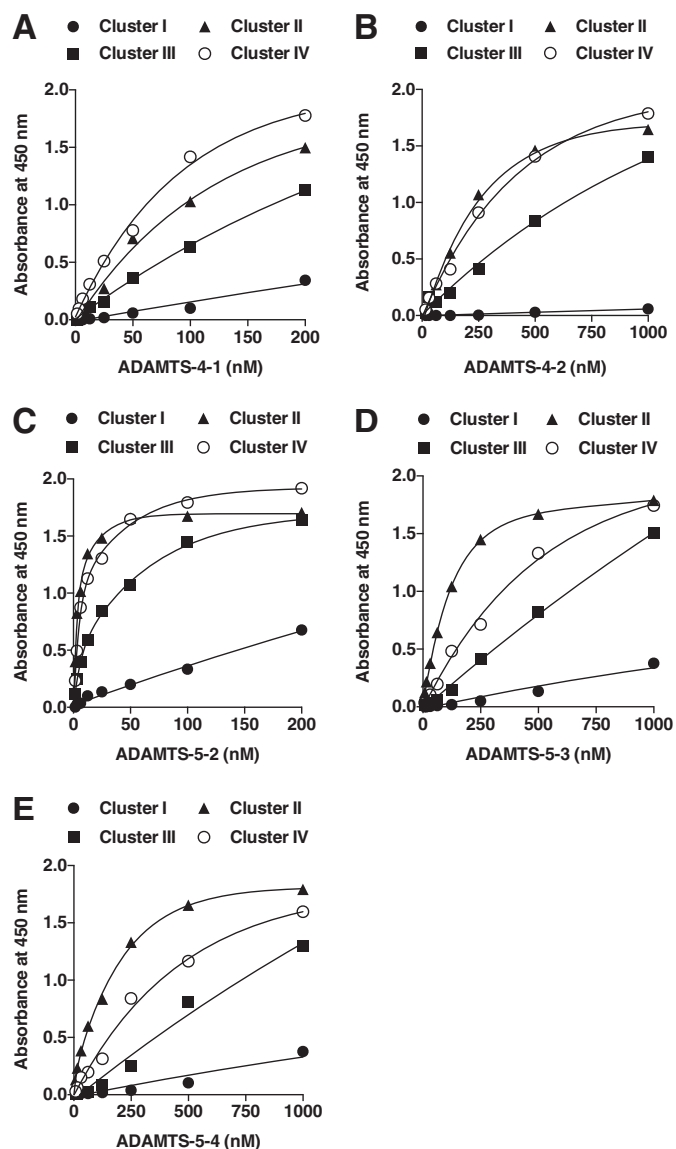 A
Cluster I
Cluster II
Cluster III
Cluster IV
Absorbance at 450 nm
2.0
1.5
1.0
0.5
0.0
0
50
100
150
200
ADAMTS-4-1 (nM)
B
Cluster I
Cluster II
Cluster III
Cluster IV
Absorbance at 450 nm
2.0
1.5
1.0
0.5
0.0
0
250
500
750
1000
ADAMTS-4-2 (nM)
C
Cluster I
Cluster II
Cluster III
Cluster IV
Absorbance at 450 nm
2.0
1.5
1.0
0.5
0.0
0
50
100
150
200
ADAMTS-5-2 (nM)
D
Cluster I
Cluster II
Cluster III
Cluster IV
Absorbance at 450 nm
2.0
1.5
1.0
0.5
0.0
0
250
500
750
1000
ADAMTS-5-3 (nM)
E
Cluster I
Cluster II
Cluster III
Cluster IV
Absorbance at 450 nm
2.0
1.5
1.0
0.5
0.0
0
250
500
750
1000
ADAMTS-5-4 (nM)